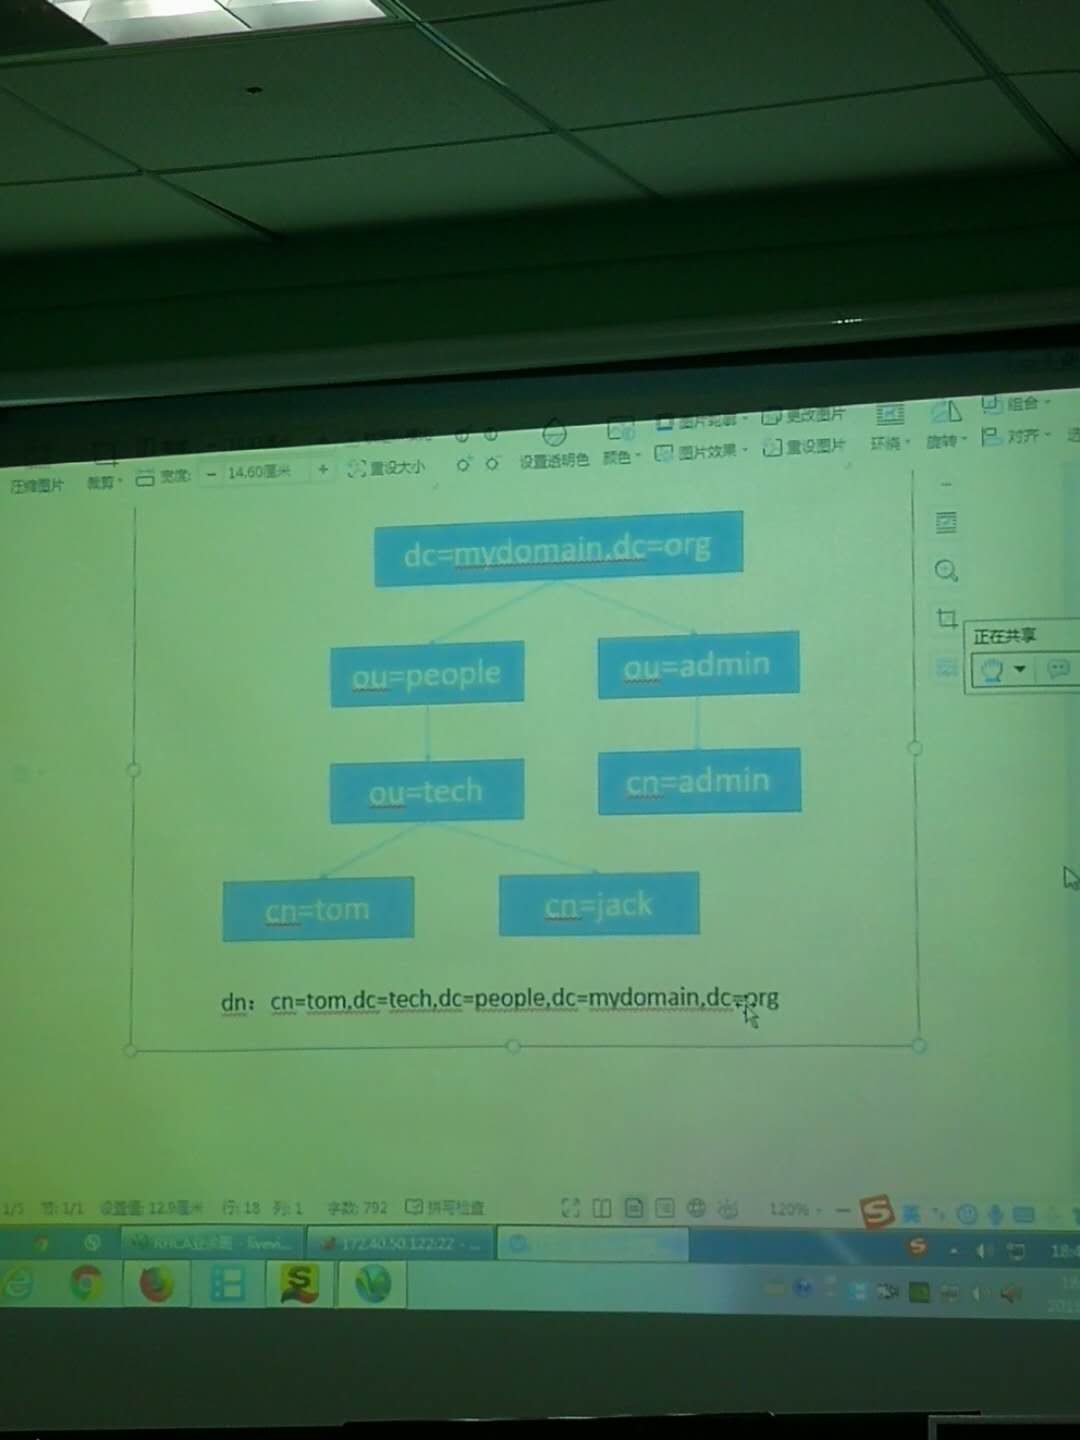 图片轮廓
更改图片
组合
压缩图片
裁剪
宽度:
14.60厘米
重设大小
设置透明色
颜色
图片效果
重设图片
环绕
旋转
对齐
dc=mydomain,dc=org
正在共享
ou=people
ou=admin
ou=tech
cn=admin
cn=tom
cn=jack
dn: cn=tom,dc=tech,dc=people,dc=mydomain,dc=org
1/5 节: 1/1 设置值: 12.9厘米 行: 18 列: 1 字数: 792 拼写检查 120%
英
172.40.50.122:22 - ...